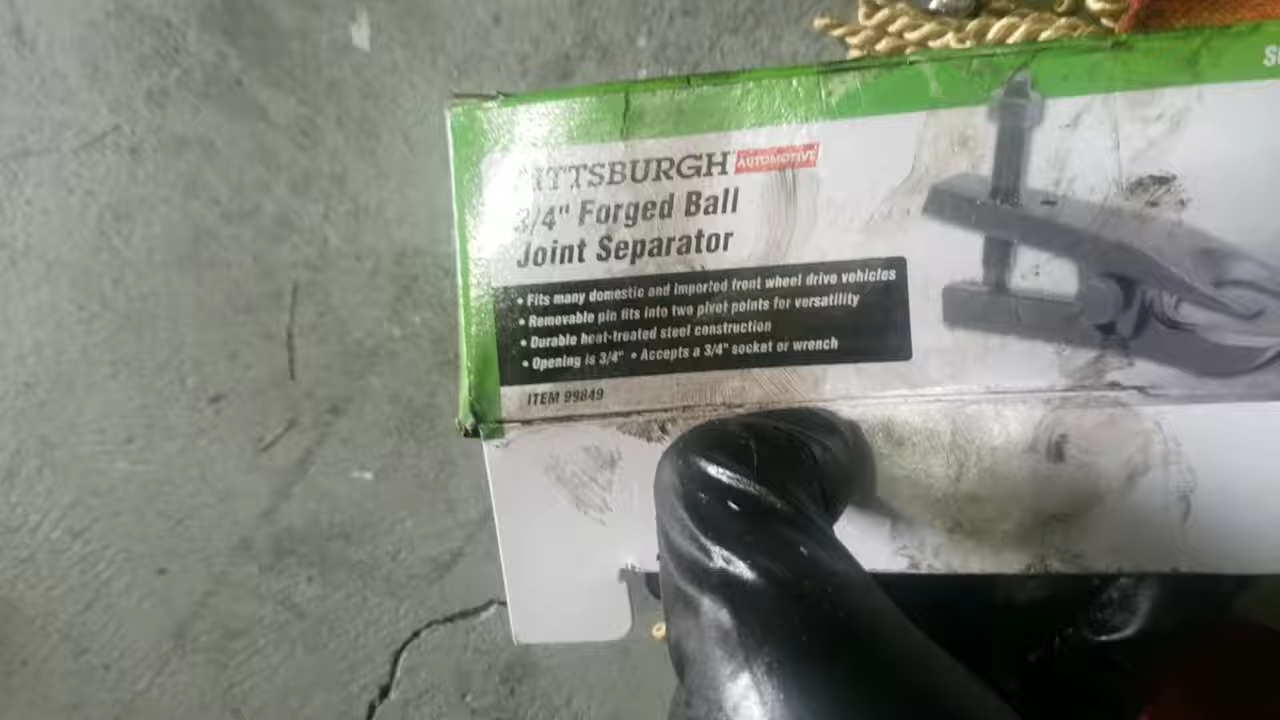 PITTSBURGH AUTOMOTIVE
3/4" Forged Ball
Joint Separator
• Fits many domestic and imported front wheel drive vehicles
• Removable pin fits into two pivot points for versatility
• Durable heat-treated steel construction
• Opening is 3/4" • Accepts a 3/4" socket or wrench
ITEM 99849